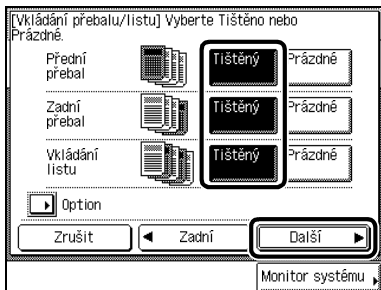 [Vkládání přebalu/listu] Vyberte Tištěno nebo
Prázdné.
Přední
přebal
Tištěný
Prázdné
Zadní
přebal
Tištěný
Prázdné
Vkládání
listu
Tištěný
Prázdné
Option
Zrušit
Zadní
Další
Monitor systému